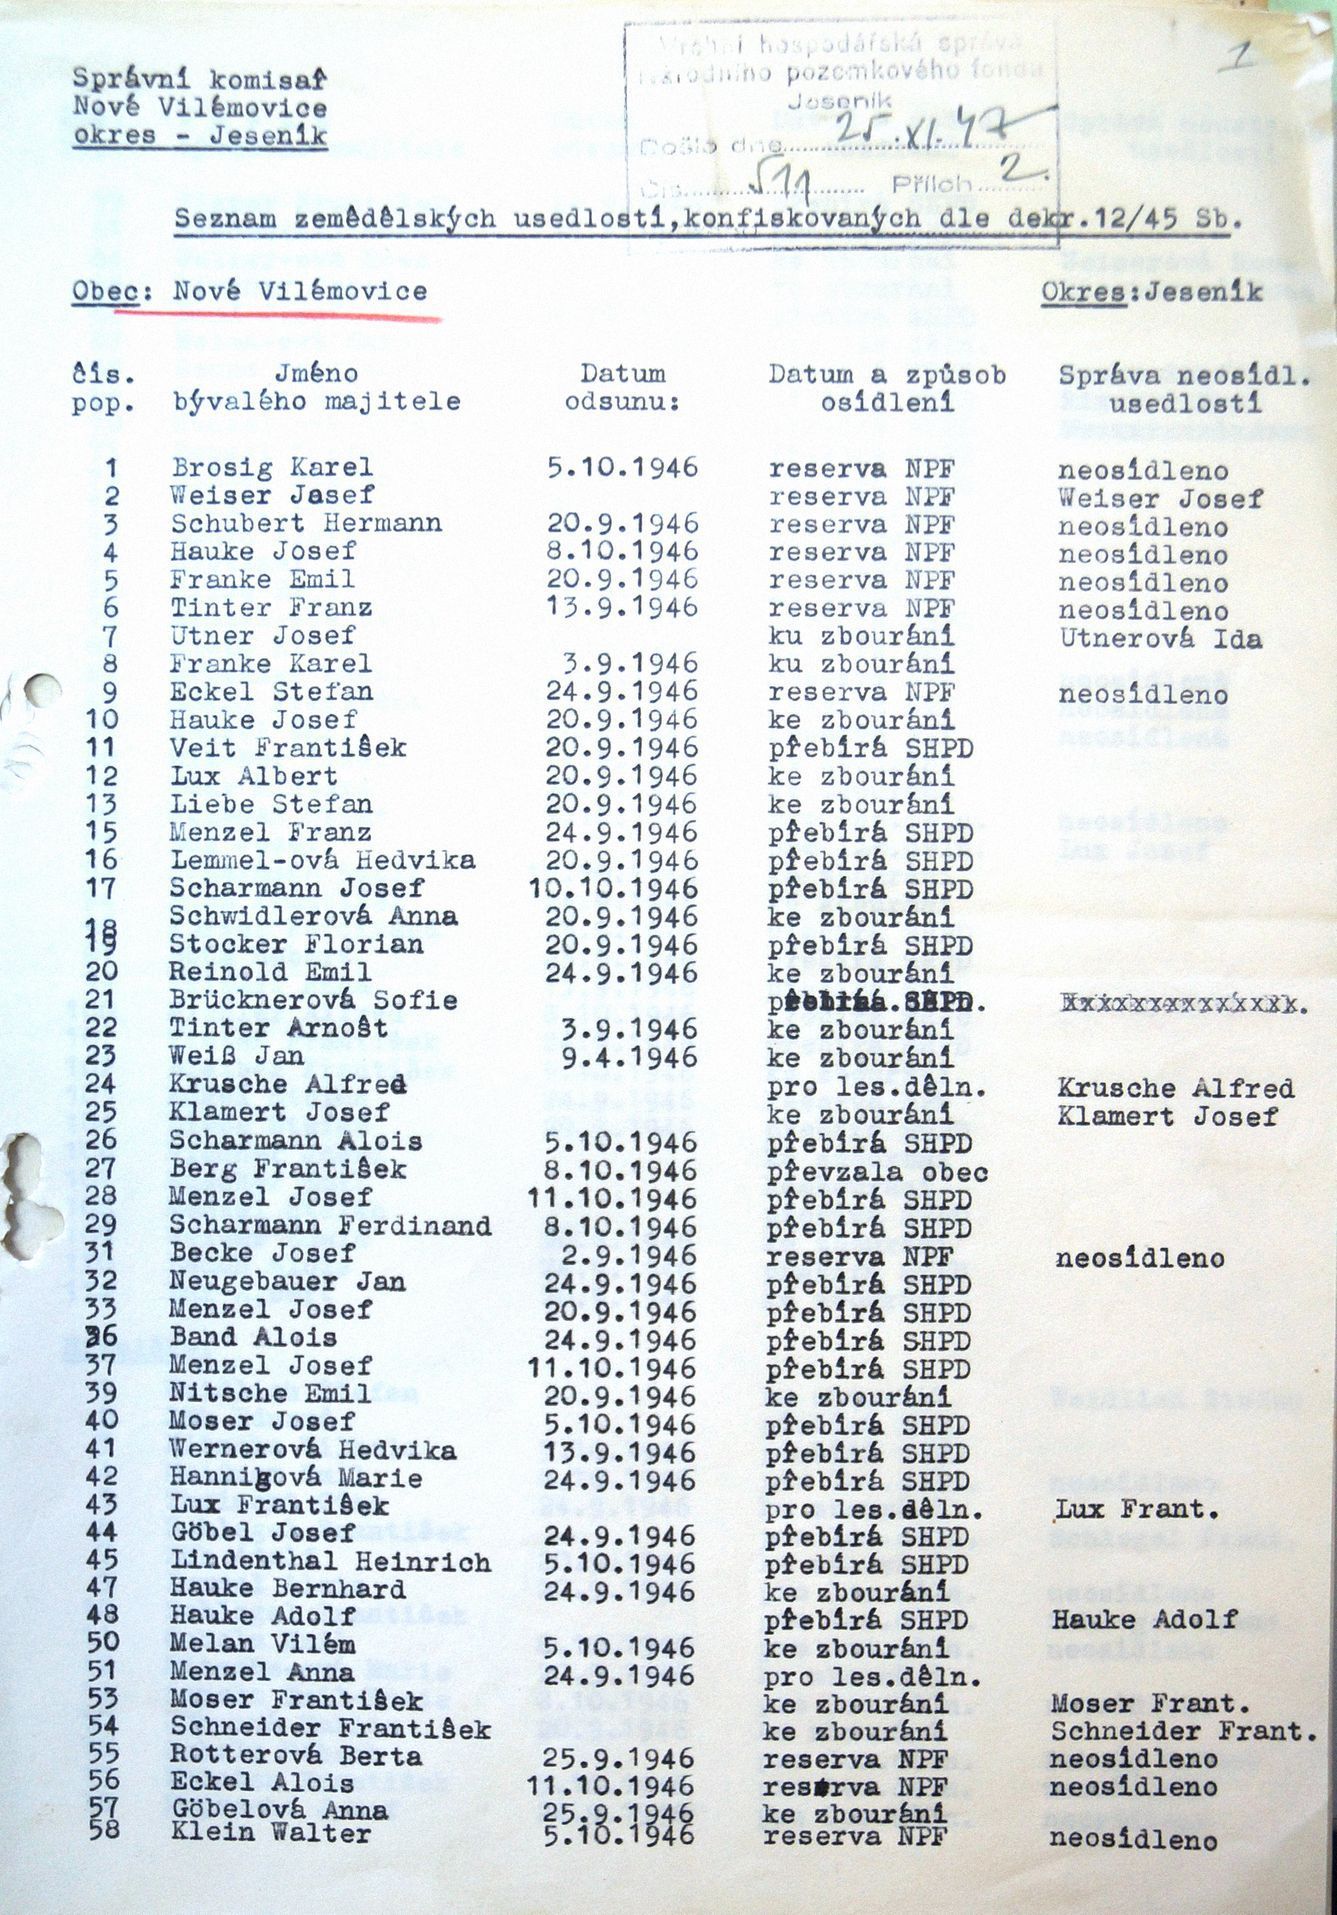 Vrchní hospodářská správa
Národního pozemkového fondu
Jeseník
Došlo dne 25.XI.47
Čís. 511 Příloh 2.
1
Správní komisař
Nové Vilémovice
okres - Jeseník
Seznam zemědělských usedlostí,konfiskovaných dle dekr.12/45 Sb.
Obec: Nové Vilémovice Okres:Jeseník
čís. Jméno Datum Datum a způsob Správa neosídl.
pop. bývalého majitele odsunu: osídlení usedlostí
1 Brosig Karel 5.10.1946 reserva NPF neosídleno
2 Weiser Jasef reserva NPF Weiser Josef
3 Schubert Hermann 20.9.1946 reserva NPF neosídleno
4 Hauke Josef 8.10.1946 reserva NPF neosídleno
5 Franke Emil 20.9.1946 reserva NPF neosídleno
6 Tinter Franz 13.9.1946 reserva NPF neosídleno
7 Utner Josef ku zbourání Utnerová Ida
8 Franke Karel 3.9.1946 ku zbourání
9 Eckel Stefan 24.9.1946 reserva NPF neosídleno
10 Hauke Josef 20.9.1946 ke zbourání
11 Veit František 20.9.1946 přebírá SHPD
12 Lux Albert 20.9.1946 ke zbourání
13 Liebe Stefan 20.9.1946 ke zbourání
15 Menzel Franz 24.9.1946 přebírá SHPD
16 Lemmel-ová Hedvika 20.9.1946 přebírá SHPD
17 Scharmann Josef 10.10.1946 přebírá SHPD
18 Schwidlerová Anna 20.9.1946 ke zbourání
19 Stocker Florian 20.9.1946 přebírá SHPD
20 Reinold Emil 24.9.1946 ke zbourání
21 Brücknerová Sofie
22 Tinter Arnošt 3.9.1946 ke zbourání
23 Weiß Jan 9.4.1946 ke zbourání
24 Krusche Alfred pro les.děln. Krusche Alfred
25 Klamert Josef ke zbourání Klamert Josef
26 Scharmann Alois 5.10.1946 přebírá SHPD
27 Berg František 8.10.1946 převzala obec
28 Menzel Josef 11.10.1946 přebírá SHPD
29 Scharmann Ferdinand 8.10.1946 přebírá SHPD
31 Becke Josef 2.9.1946 reserva NPF neosídleno
32 Neugebauer Jan 24.9.1946 přebírá SHPD
33 Menzel Josef 20.9.1946 přebírá SHPD
36 Band Alois 24.9.1946 přebírá SHPD
37 Menzel Josef 11.10.1946 přebírá SHPD
39 Nitsche Emil 20.9.1946 ke zbourání
40 Moser Josef 5.10.1946 přebírá SHPD
41 Wernerová Hedvika 13.9.1946 přebírá SHPD
42 Hannigová Marie 24.9.1946 přebírá SHPD
43 Lux František pro les.děln. Lux Frant.
44 Göbel Josef 24.9.1946 přebírá SHPD
45 Lindenthal Heinrich 5.10.1946 přebírá SHPD
47 Hauke Bernhard 24.9.1946 ke zbourání
48 Hauke Adolf přebírá SHPD Hauke Adolf
50 Melan Vilém 5.10.1946 ke zbourání
51 Menzel Anna 24.9.1946 pro les.děln.
53 Moser František ke zbourání Moser Frant.
54 Schneider František ke zbourání Schneider Frant.
55 Rotterová Berta 25.9.1946 reserva NPF neosídleno
56 Eckel Alois 11.10.1946 reserva NPF neosídleno
57 Göbelová Anna 25.9.1946 ke zbourání
58 Klein Walter 5.10.1946 reserva NPF neosídleno